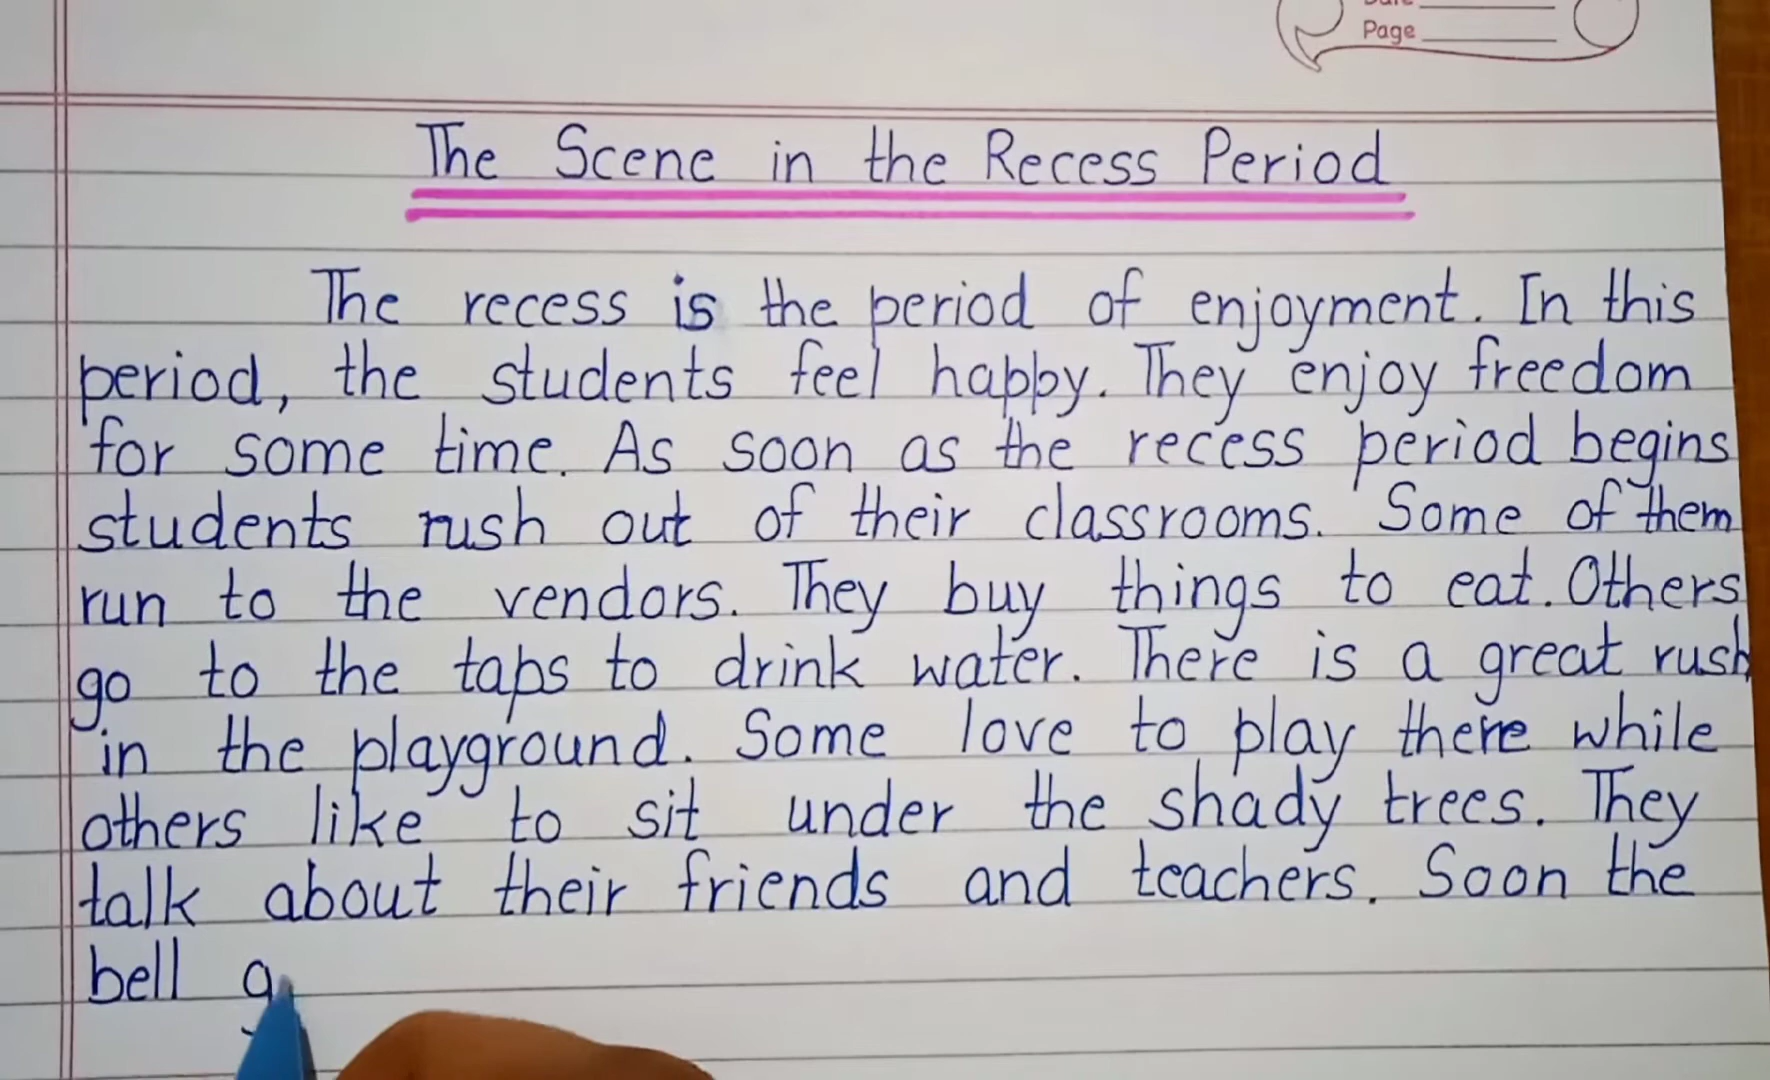 Page
The Scene in the Recess Period
The recess is the period of enjoyment. In this
period, the students feel happy. They enjoy freedom
for some time. As soon as the recess period begins
students rush out of their classrooms. Some of them
run to the vendors. They buy things to eat. Others
go to the taps to drink water. There is a great rush
in the playground. Some love to play there while
others like to sit under the shady trees. They
talk about their friends and teachers. Soon the
bell g